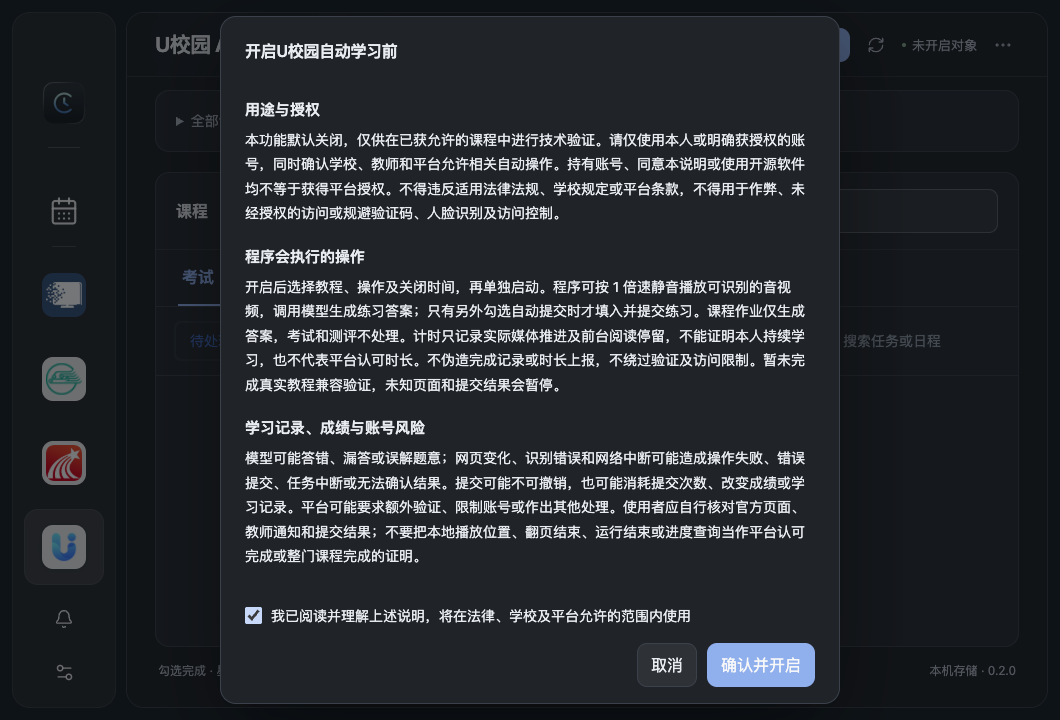 U校园
开启U校园自动学习前
未开启对象
全部
用途与授权
本功能默认关闭，仅供在已获允许的课程中进行技术验证。请仅使用本人或明确获授权的账
号，同时确认学校、教师和平台允许相关自动操作。持有账号、同意本说明或使用开源软件
均不等于获得平台授权。不得违反适用法律法规、学校规定或平台条款，不得用于作弊、未
经授权的访问或规避验证码、人脸识别及访问控制。
课程
程序会执行的操作
考试
开启后选择教程、操作及关闭时间，再单独启动。程序可按 1 倍速静音播放可识别的音视
频，调用模型生成练习答案；只有另外勾选自动提交时才填入并提交练习。课程作业仅生成
答案，考试和测评不处理。计时只记录实际媒体推进及前台阅读停留，不能证明本人持续学
习，也不代表平台认可时长。不伪造完成记录或时长上报，不绕过验证及访问限制。暂未完
成真实教程兼容验证，未知页面和提交结果会暂停。
待处
搜索任务或日程
学习记录、成绩与账号风险
模型可能答错、漏答或误解题意；网页变化、识别错误和网络中断可能造成操作失败、错误
提交、任务中断或无法确认结果。提交可能不可撤销，也可能消耗提交次数、改变成绩或学
习记录。平台可能要求额外验证、限制账号或作出其他处理。使用者应自行核对官方页面、
教师通知和提交结果；不要把本地播放位置、翻页结束、运行结束或进度查询当作平台认可
完成或整门课程完成的证明。
我已阅读并理解上述说明，将在法律、学校及平台允许的范围内使用
取消
确认并开启
勾选完成 ·
本机存储 · 0.2.0